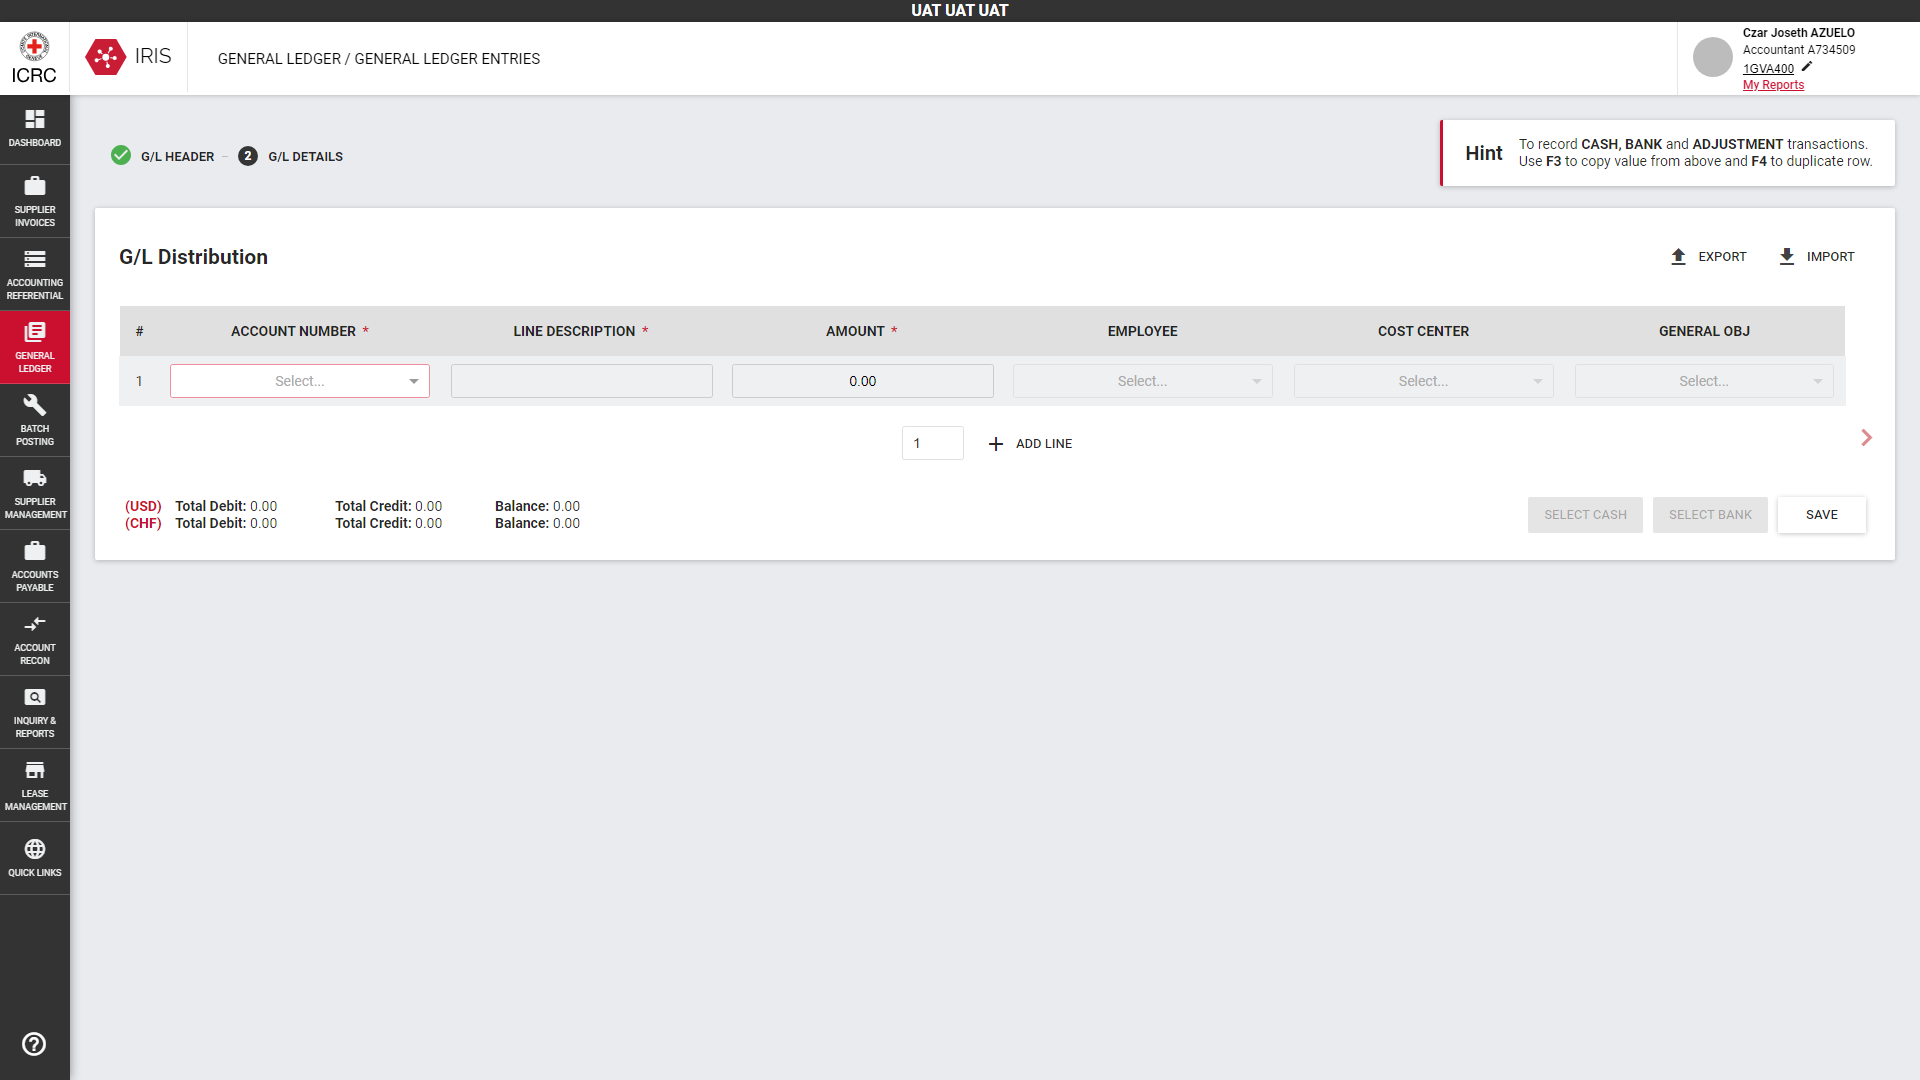 UAT UAT UAT
ICRC
IRIS
GENERAL LEDGER / GENERAL LEDGER ENTRIES
Czar Joseth AZUELO
Accountant A734509
1GVA400
My Reports
DASHBOARD
SUPPLIER
INVOICES
ACCOUNTING
REFERENTIAL
GENERAL
LEDGER
BATCH
POSTING
SUPPLIER
MANAGEMENT
ACCOUNTS
PAYABLE
ACCOUNT
RECON
INQUIRY &
REPORTS
LEASE
MANAGEMENT
QUICK LINKS
G/L HEADER – 2 G/L DETAILS
Hint
To record CASH, BANK and ADJUSTMENT transactions.
Use F3 to copy value from above and F4 to duplicate row.
G/L Distribution
EXPORT IMPORT
# ACCOUNT NUMBER * LINE DESCRIPTION * AMOUNT * EMPLOYEE COST CENTER GENERAL OBJ
1 Select... 0.00 Select... Select... Select...
1 ADD LINE
(USD) Total Debit: 0.00 Total Credit: 0.00 Balance: 0.00
(CHF) Total Debit: 0.00 Total Credit: 0.00 Balance: 0.00
SELECT CASH SELECT BANK SAVE